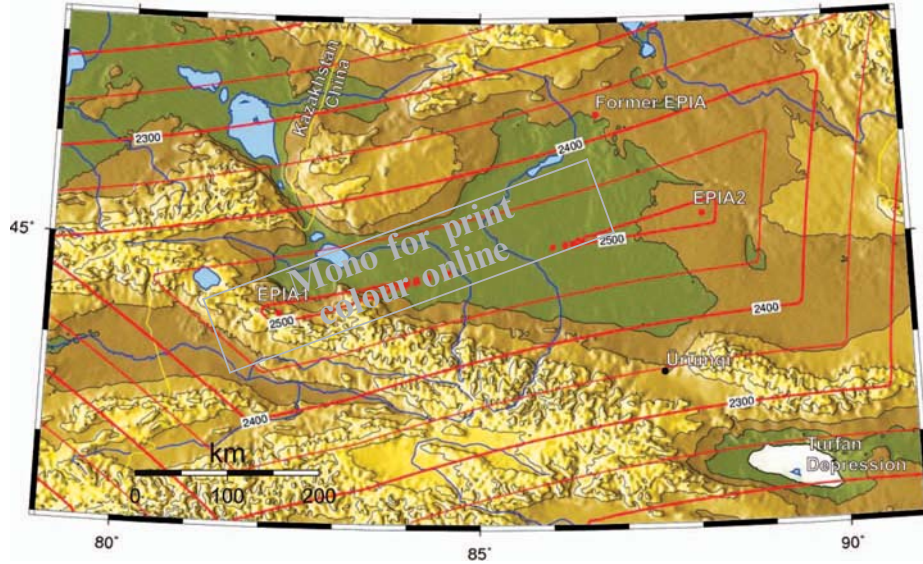 Kazakhstan
China
2300
Former EPIA
2400
45°
EPIA2
2500
45°
Mono for print
colour online
EPIA1
2500
2400
Urumqi
2400
2300
km
0 100 200
Turfan
Depression
80°
85°
90°